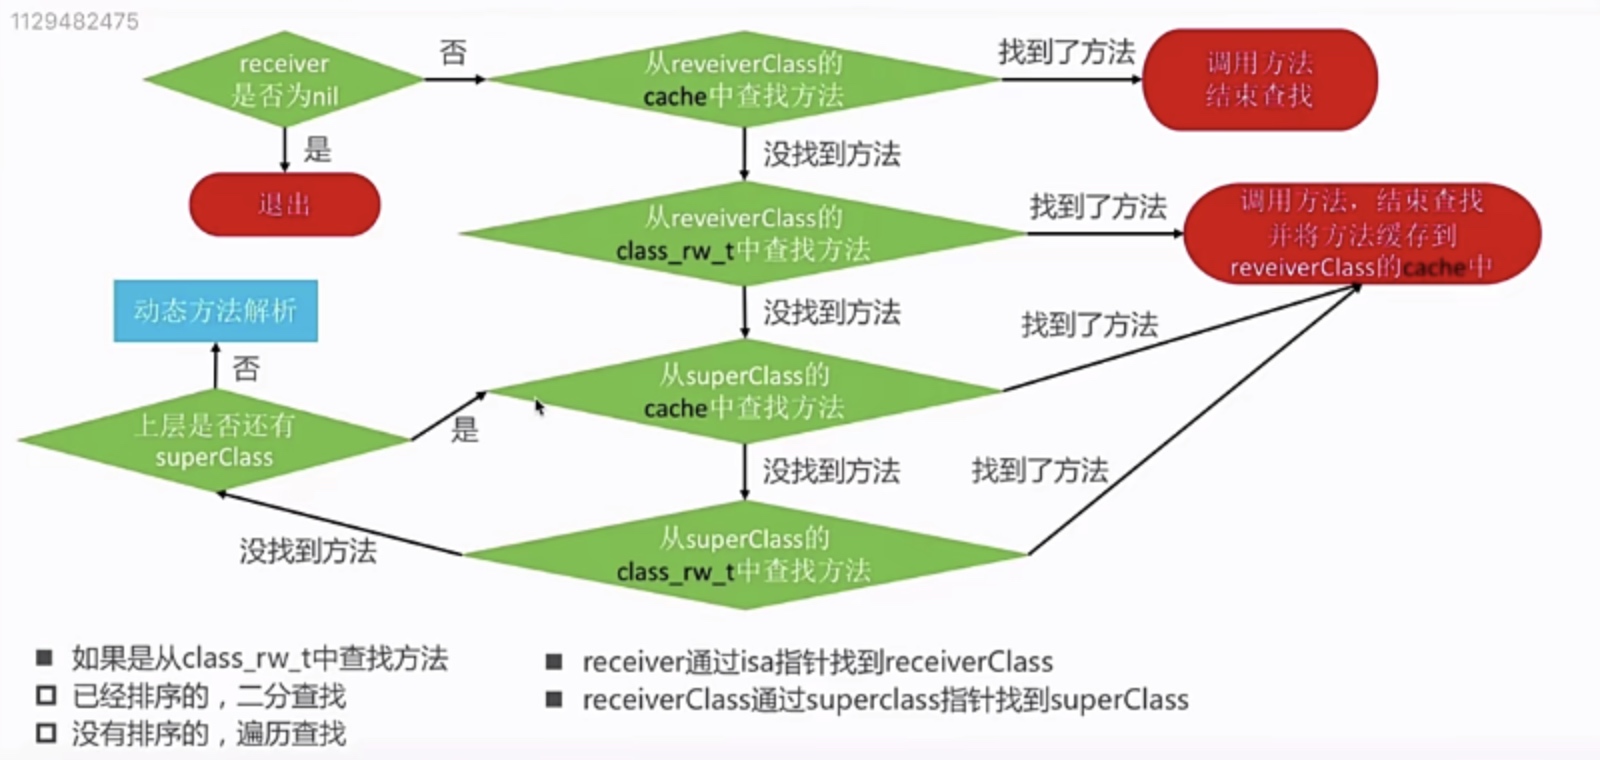 1129482475
receiver
是否为nil
否
从reveiverClass的
cache中查找方法
找到了方法
调用方法
结束查找
是
退出
没找到方法
从reveiverClass的
class_rw_t中查找方法
找到了方法
调用方法，结束查找
并将方法缓存到
reveiverClass的cache中
动态方法解析
否
没找到方法
找到了方法
上层是否还有
superClass
是
从superClass的
cache中查找方法
没找到方法
找到了方法
没找到方法
从superClass的
class_rw_t中查找方法
■ 如果是从class_rw_t中查找方法
□ 已经排序的，二分查找
□ 没有排序的，遍历查找
■ receiver通过isa指针找到receiverClass
■ receiverClass通过superclass指针找到superClass